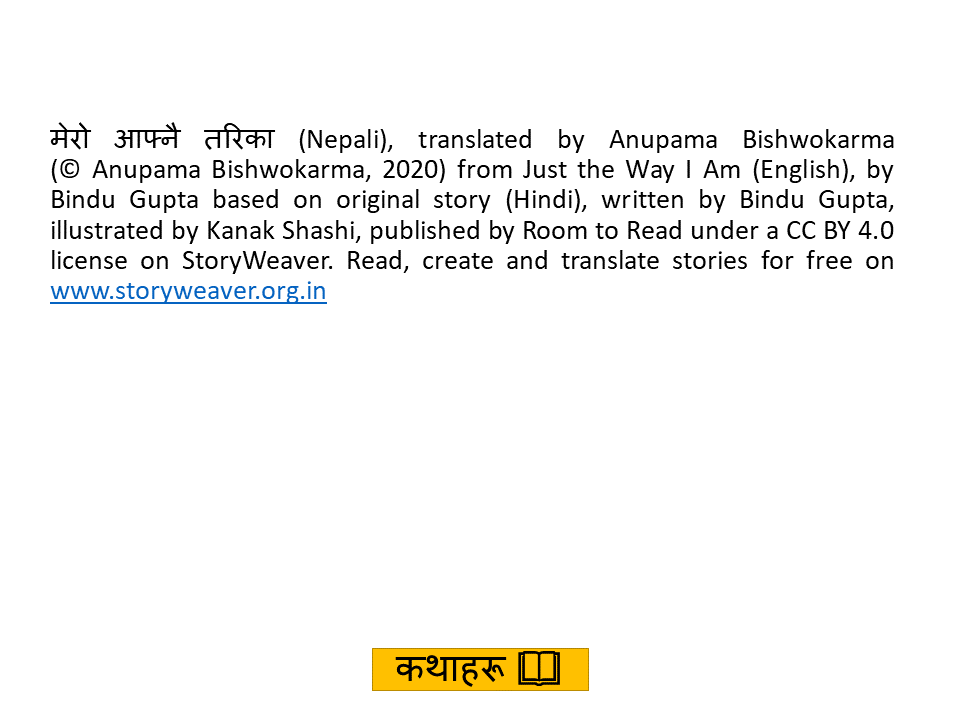 मेरो आफ्नै तरिका (Nepali), translated by Anupama Bishwokarma
(© Anupama Bishwokarma, 2020) from Just the Way I Am (English), by
Bindu Gupta based on original story (Hindi), written by Bindu Gupta,
illustrated by Kanak Shashi, published by Room to Read under a CC BY 4.0
license on StoryWeaver. Read, create and translate stories for free on
www.storyweaver.org.in
कथाहरू